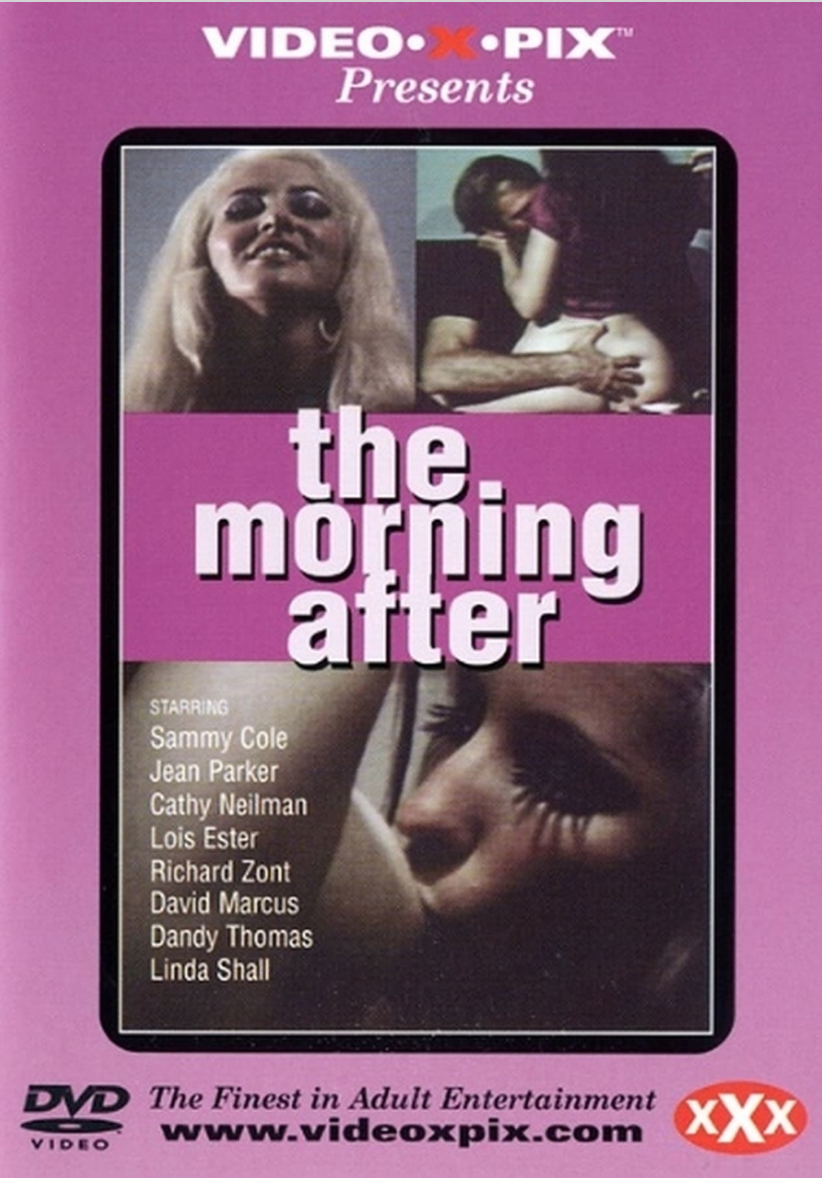 VIDEO•X•PIX™
Presents
the
morning
after
STARRING
Sammy Cole
Jean Parker
Cathy Neilman
Lois Ester
Richard Zont
David Marcus
Dandy Thomas
Linda Shall
DVD
VIDEO
The Finest in Adult Entertainment
www.videoxpix.com
XXX